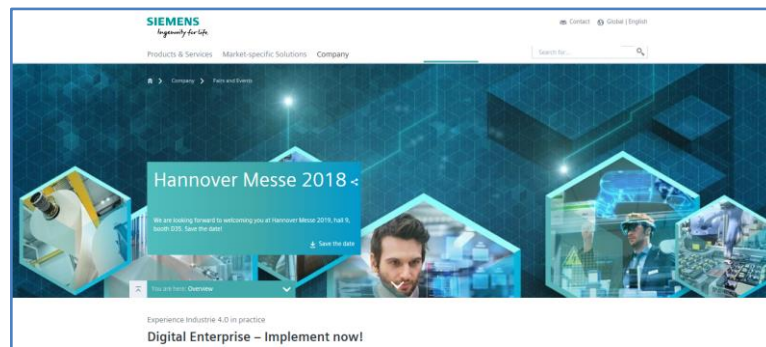 SIEMENS
Ingenuity for life
Contact Global | English
Products & Services Market-specific Solutions Company
Search for...
Company Fairs and Events
Hannover Messe 2018
We are looking forward to welcoming you at Hannover Messe 2019, hall 9,
booth D35. Save the date!
Save the date
You are here: Overview
Experience Industrie 4.0 in practice
Digital Enterprise – Implement now!